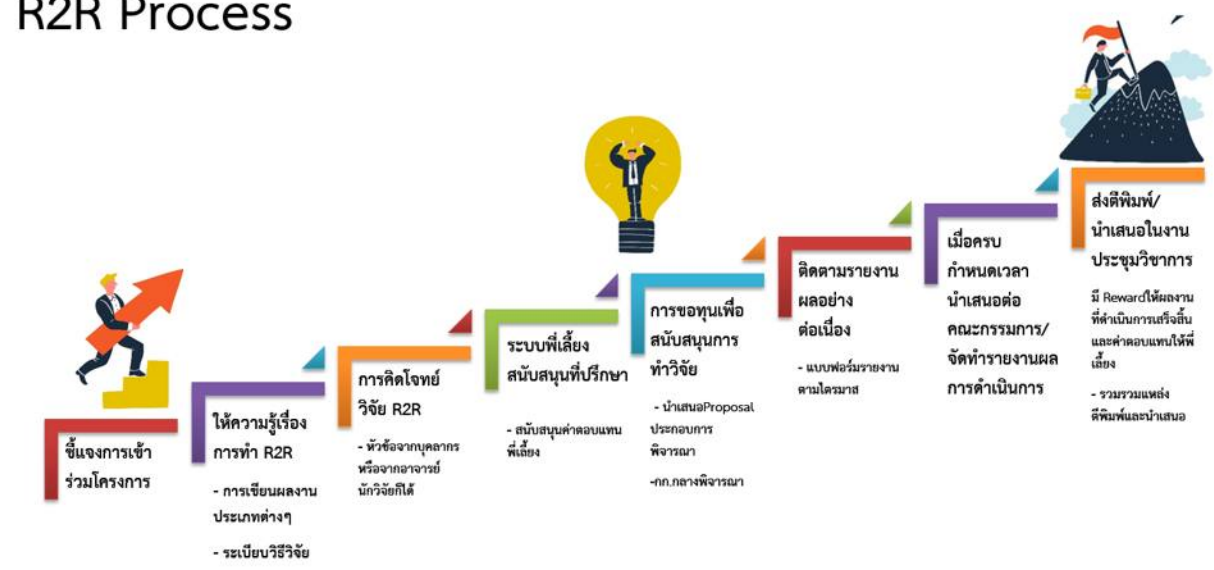 R2R Process
ชี้แจงการเข้า
ร่วมโครงการ
ให้ความรู้เรื่อง
การทำ R2R
- การเขียนผลงาน
ประเภทต่างๆ
- ระเบียบวิธีวิจัย
การคิดโจทย์
วิจัย R2R
- หัวข้อจากบุคลากร
หรือจากอาจารย์
นักวิจัยก็ได้
ระบบพี่เลี้ยง
สนับสนุนที่ปรึกษา
- สนับสนุนค่าตอบแทน
พี่เลี้ยง
การขอทุนเพื่อ
สนับสนุนการ
ทำวิจัย
- นำเสนอProposal
ประกอบการ
พิจารณา
-กก.กลางพิจารณา
ติดตามรายงาน
ผลอย่าง
ต่อเนื่อง
- แบบฟอร์มรายงาน
ตามไตรมาส
เมื่อครบ
กำหนดเวลา
นำเสนอต่อ
คณะกรรมการ/
จัดทำรายงานผล
การดำเนินการ
ส่งตีพิมพ์/
นำเสนอในงาน
ประชุมวิชาการ
มี Rewardให้ผลงาน
ที่ดำเนินการเสร็จสิ้น
และค่าตอบแทนให้พี่
เลี้ยง
- รวมรวมแหล่ง
ตีพิมพ์และนำเสนอ